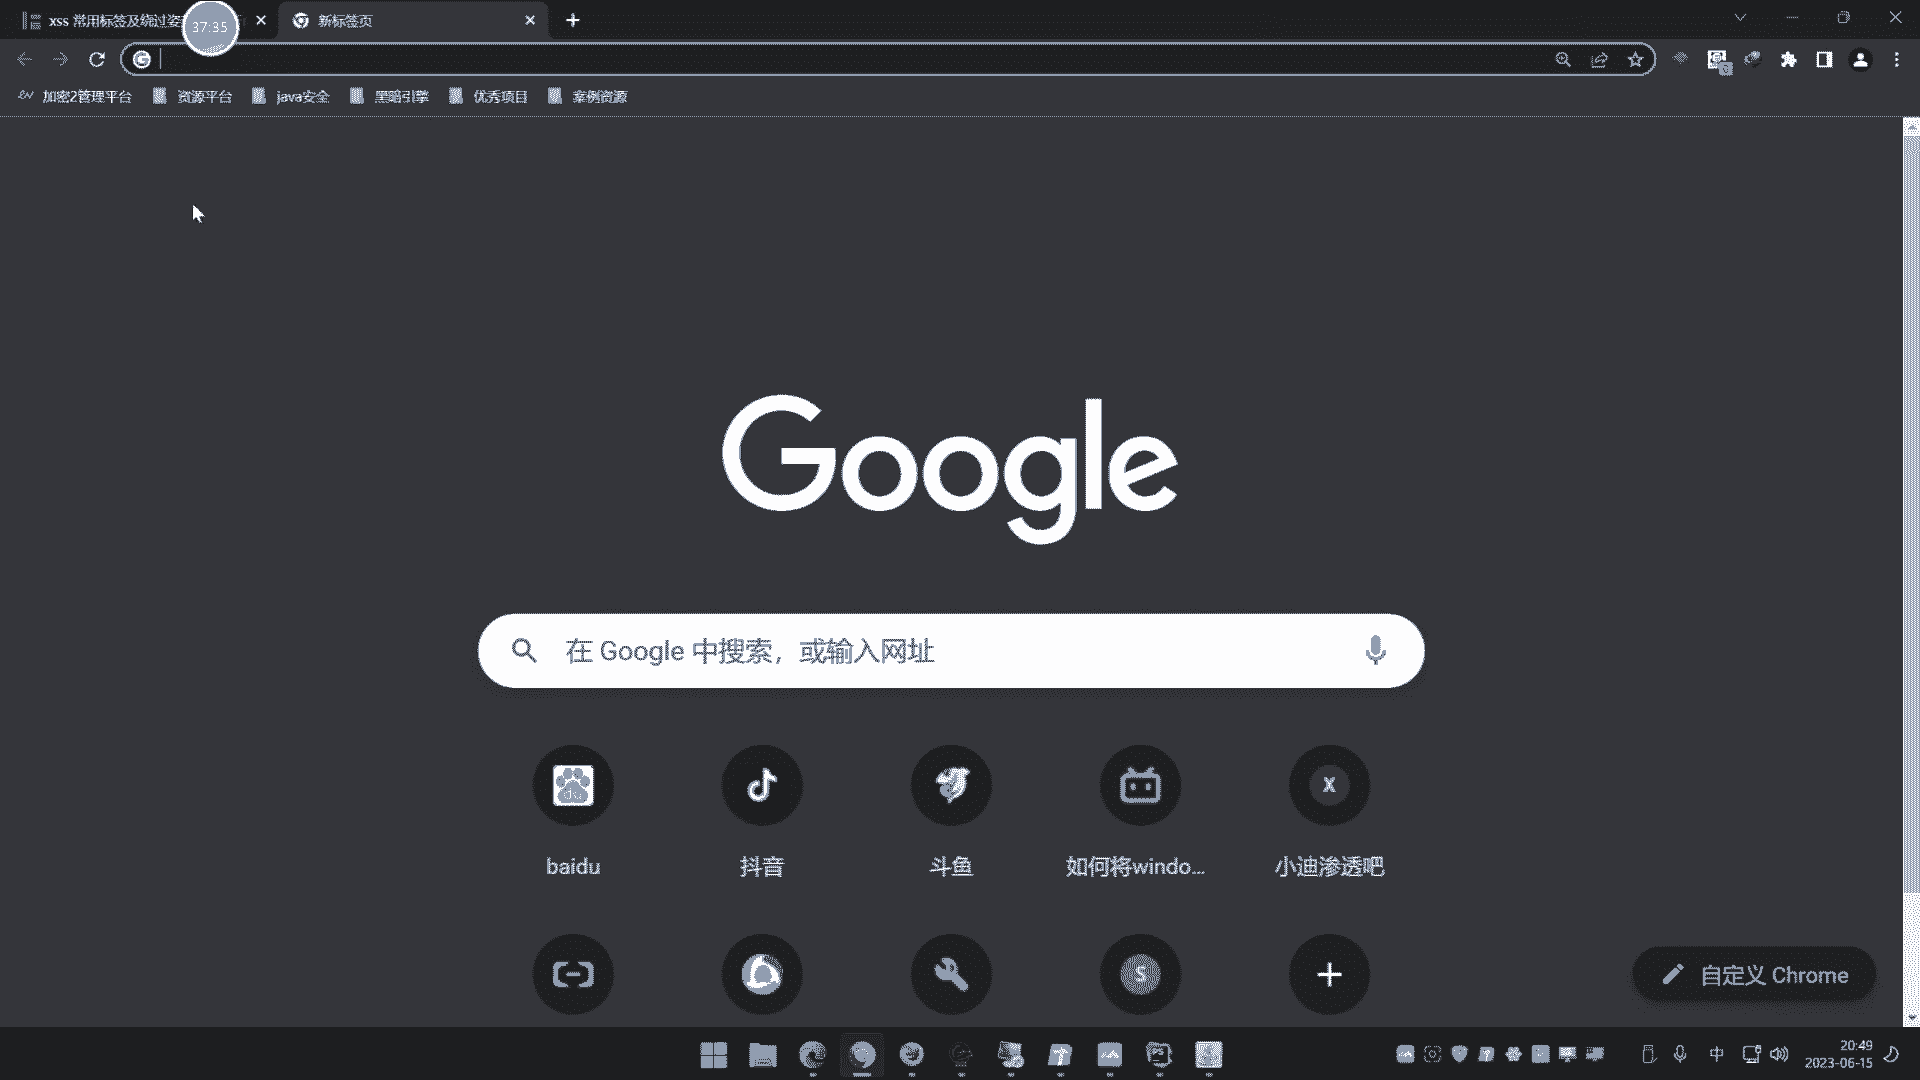 xss 常用标签及绕过姿
37:35
新标签页
加密2管理平台 资源平台 java安全 黑暗引擎 优秀项目 案例资源
Google
在 Google 中搜索，或输入网址
baidu 抖音 斗鱼 如何将windo... 小迪渗透吧
自定义 Chrome
中
20:49
2023-06-15